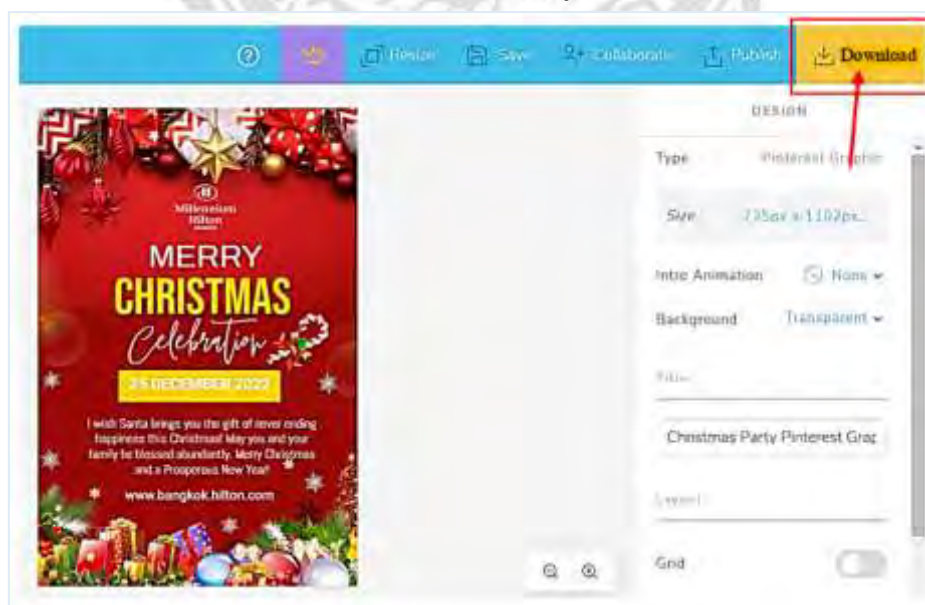 Resize
Save
Collaborate
Publish
Download
DESIGN
Type
Pinterest Graphic
Size
735px x 1102px...
Intro Animation
None
Background
Transparent
Title
Christmas Party Pinterest Grap
Layout
Grid
Millennium
Hilton
MERRY
CHRISTMAS
Celebration
25 DECEMBER 2022
I wish Santa brings you the gift of never ending
happiness this Christmas! May you and your
family be blessed abundantly. Merry Christmas
and a Prosperous New Year!
www.bangkok.hilton.com